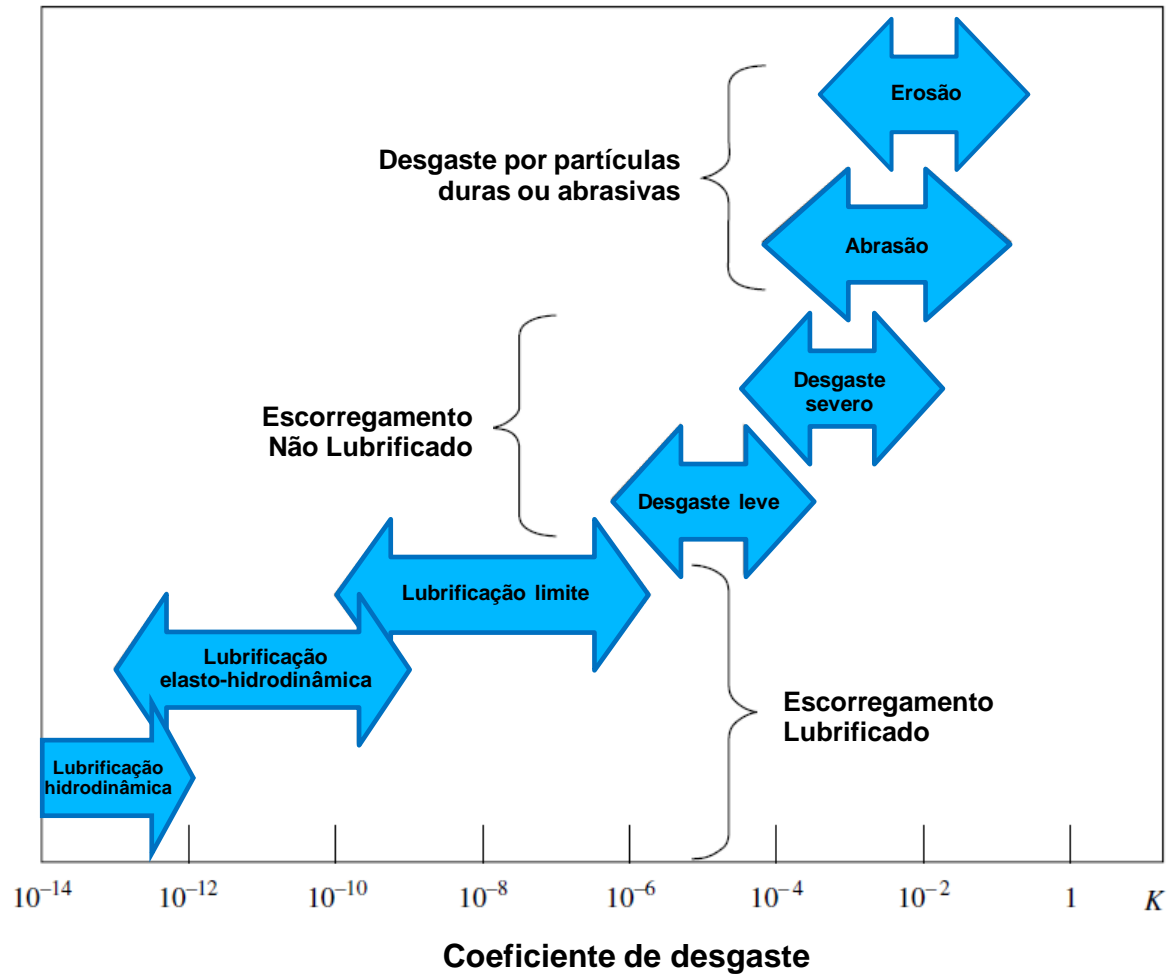 Erosão
Desgaste por partículas
duras ou abrasivas
Abrasão
Desgaste
severo
Escorregamento
Não Lubrificado
Desgaste leve
Lubrificação limite
Lubrificação
elasto-hidrodinâmica
Escorregamento
Lubrificado
Lubrificação
hidrodinâmica
10⁻¹⁴ 10⁻¹² 10⁻¹⁰ 10⁻⁸ 10⁻⁶ 10⁻⁴ 10⁻² 1 K
Coeficiente de desgaste